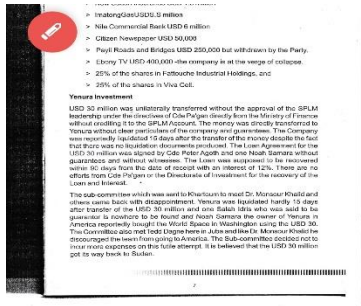 > ImatongGasUSD5.5 million
> Nile Commercial Bank USD 6 million
> Citizen Newspaper USD 50,000
> Payii Roads and Bridges USD 250,000 but withdrawn by the Party.
> Ebony TV USD 400,000 -the company is at the verge of collapse.
> 25% of the shares in Fattouche Industrial Holdings, and
> 25% of the shares in Viva Cell.
Yenura Investment
USD 30 million was unilaterally transferred without the approval of the SPLM
leadership under the directives of Cde Pa'gan directly from the Ministry of Finance
without crediting it to the SPLM Account. The money was directly transferred to
Yenura without clear particulars of the company and guarantees. The Company
was reportedly liquidated 15 days after the transfer of the money despite the fact
that there was no liquidation documents produced. The Loan Agreement for the
USD 30 million was signed by Cde Peter Agoth and one Noah Samara without
guarantees and without witnesses. The Loan was supposed to be recovered
within 90 days from the date of receipt with an interest of 12%. There are no
efforts from Cde Pa'gan or the Directorate of Investment for the recovery of the
Loan and Interest.
The sub-committee which was sent to Khartoum to meet Dr. Mansour Khalid and
others came back with disappointment. Yenura was liquidated hardly 15 days
after transfer of the USD 30 million and one Salah Idris who was said to be
guarantor is nowhere to be found and Noah Samara the owner of Yenura in
America reportedly bought the World Space in Washington using the USD 30.
The Committee also met Tedo Dagne here in Juba and like Dr. Mansour Khalid he
discouraged the team from going to America. The Sub-committee decided not to
incur more expenses on this futile attempt. It is believed that the USD 30 million
got its way back to Sudan.